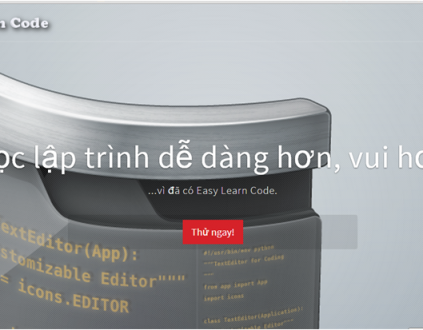 n Code
ọc lập trình dễ dàng hơn, vui hơ
...vì đã có Easy Learn Code.
Thử ngay!
extEditor(App):
stomizable Editor"""
= icons.EDITOR
#!/usr/bin/env python
"""TextEditor for Coding
"""
from app import App
import icons
class TextEditor(Application):
"""Customizable Editor"""